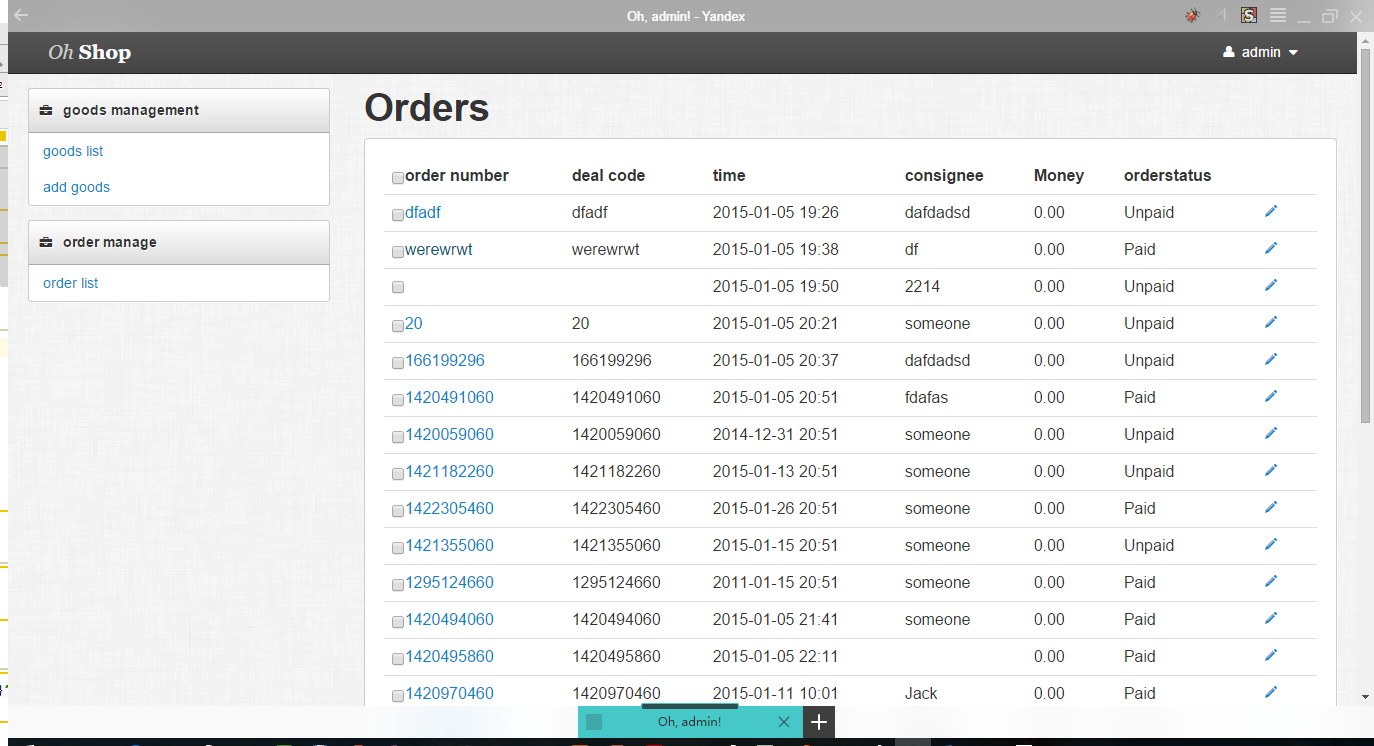 Oh, admin! - Yandex
Oh Shop
admin
goods management
goods list
add goods
order manage
order list
Orders
order number deal code time consignee Money orderstatus
dfadf dfadf 2015-01-05 19:26 dafdadsd 0.00 Unpaid
werewrwt werewrwt 2015-01-05 19:38 df 0.00 Paid
2015-01-05 19:50 2214 0.00 Unpaid
20 20 2015-01-05 20:21 someone 0.00 Unpaid
166199296 166199296 2015-01-05 20:37 dafdadsd 0.00 Unpaid
1420491060 1420491060 2015-01-05 20:51 fdafas 0.00 Paid
1420059060 1420059060 2014-12-31 20:51 someone 0.00 Unpaid
1421182260 1421182260 2015-01-13 20:51 someone 0.00 Unpaid
1422305460 1422305460 2015-01-26 20:51 someone 0.00 Paid
1421355060 1421355060 2015-01-15 20:51 someone 0.00 Unpaid
1295124660 1295124660 2011-01-15 20:51 someone 0.00 Paid
1420494060 1420494060 2015-01-05 21:41 someone 0.00 Paid
1420495860 1420495860 2015-01-05 22:11 0.00 Paid
1420970460 1420970460 2015-01-11 10:01 Jack 0.00 Paid
Oh, admin!